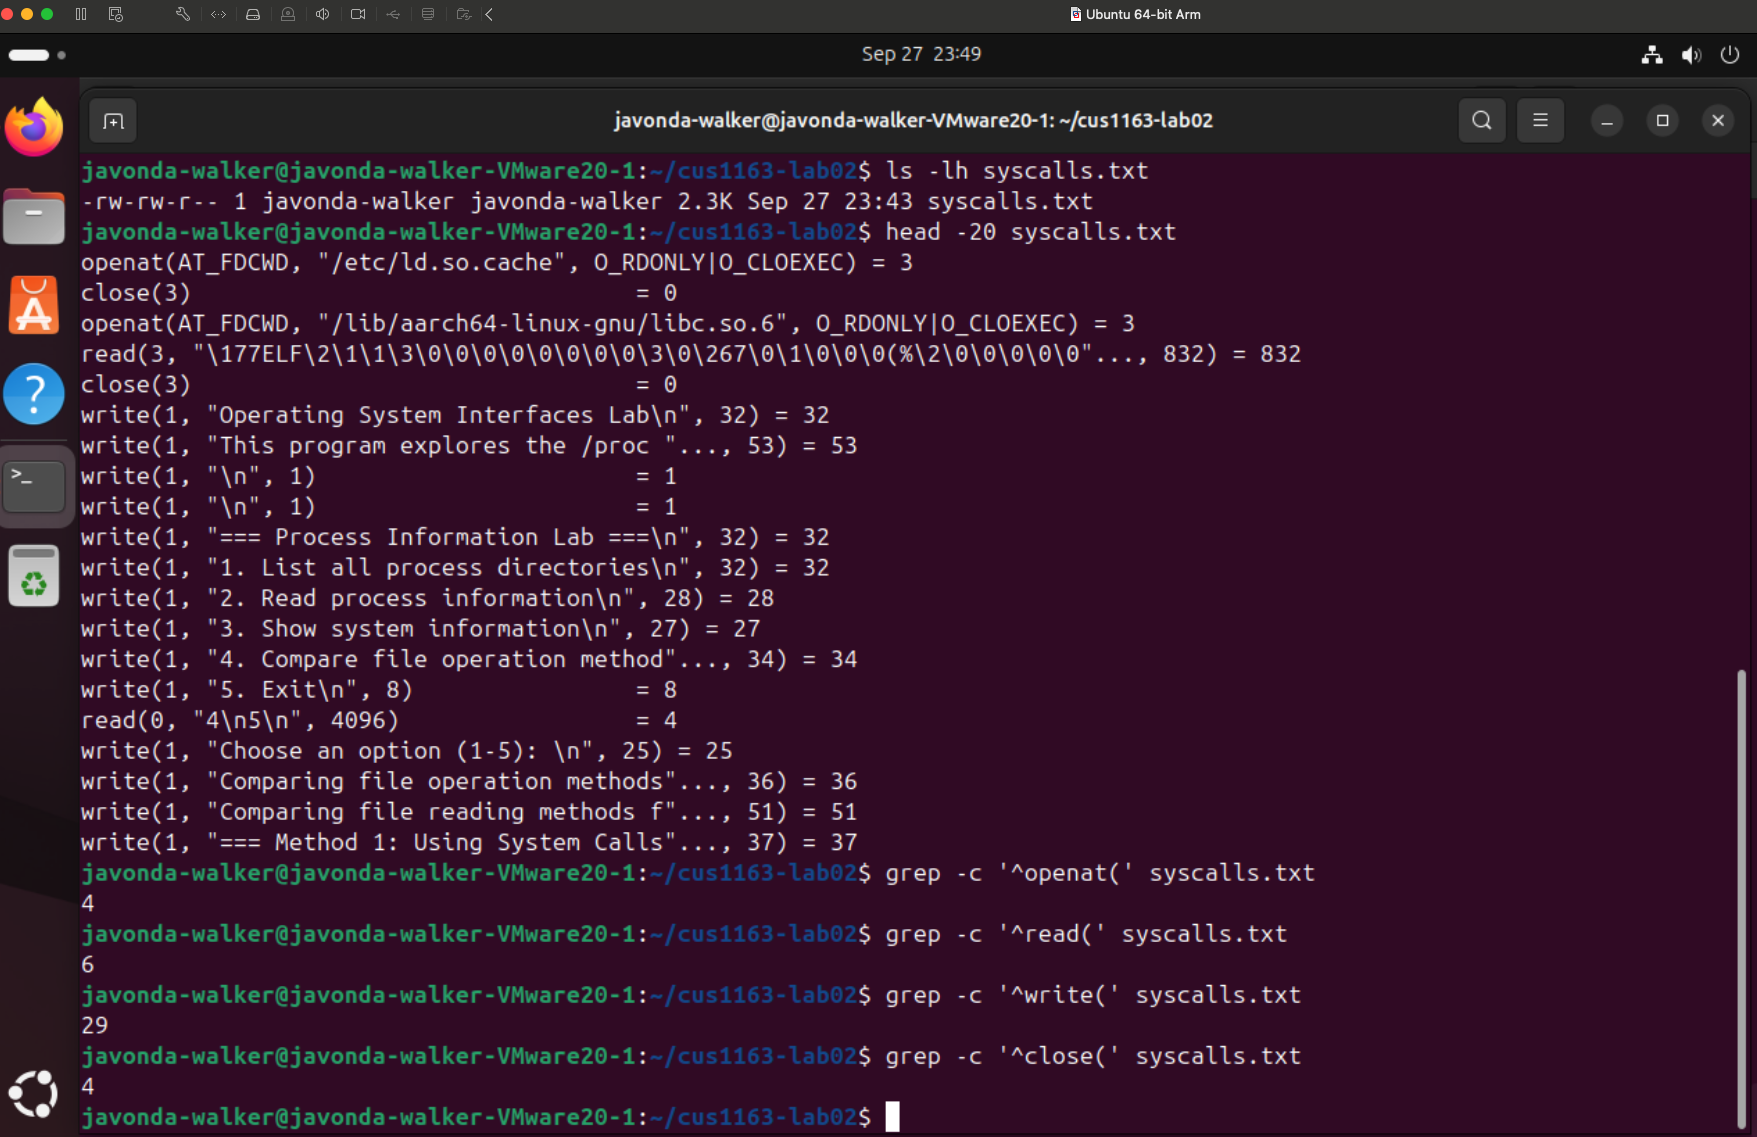 Ubuntu 64-bit Arm
Sep 27 23:49
javonda-walker@javonda-walker-VMware20-1: ~/cus1163-lab02
javonda-walker@javonda-walker-VMware20-1:~/cus1163-lab02$ ls -lh syscalls.txt
-rw-rw-r-- 1 javonda-walker javonda-walker 2.3K Sep 27 23:43 syscalls.txt
javonda-walker@javonda-walker-VMware20-1:~/cus1163-lab02$ head -20 syscalls.txt
openat(AT_FDCWD, "/etc/ld.so.cache", O_RDONLY|O_CLOEXEC) = 3
close(3)                                = 0
openat(AT_FDCWD, "/lib/aarch64-linux-gnu/libc.so.6", O_RDONLY|O_CLOEXEC) = 3
read(3, "\177ELF\2\1\1\3\0\0\0\0\0\0\0\0\3\0\267\0\1\0\0\0(%\2\0\0\0\0\0"..., 832) = 832
close(3)                                = 0
write(1, "Operating System Interfaces Lab\n", 32) = 32
write(1, "This program explores the /proc "..., 53) = 53
write(1, "\n", 1)                       = 1
write(1, "\n", 1)                       = 1
write(1, "=== Process Information Lab ===\n", 32) = 32
write(1, "1. List all process directories\n", 32) = 32
write(1, "2. Read process information\n", 28) = 28
write(1, "3. Show system information\n", 27) = 27
write(1, "4. Compare file operation method"..., 34) = 34
write(1, "5. Exit\n", 8)                = 8
read(0, "4\n5\n", 4096)                 = 4
write(1, "Choose an option (1-5): \n", 25) = 25
write(1, "Comparing file operation methods"..., 36) = 36
write(1, "Comparing file reading methods f"..., 51) = 51
write(1, "=== Method 1: Using System Calls"..., 37) = 37
javonda-walker@javonda-walker-VMware20-1:~/cus1163-lab02$ grep -c '^openat(' syscalls.txt
4
javonda-walker@javonda-walker-VMware20-1:~/cus1163-lab02$ grep -c '^read(' syscalls.txt
6
javonda-walker@javonda-walker-VMware20-1:~/cus1163-lab02$ grep -c '^write(' syscalls.txt
29
javonda-walker@javonda-walker-VMware20-1:~/cus1163-lab02$ grep -c '^close(' syscalls.txt
4
javonda-walker@javonda-walker-VMware20-1:~/cus1163-lab02$